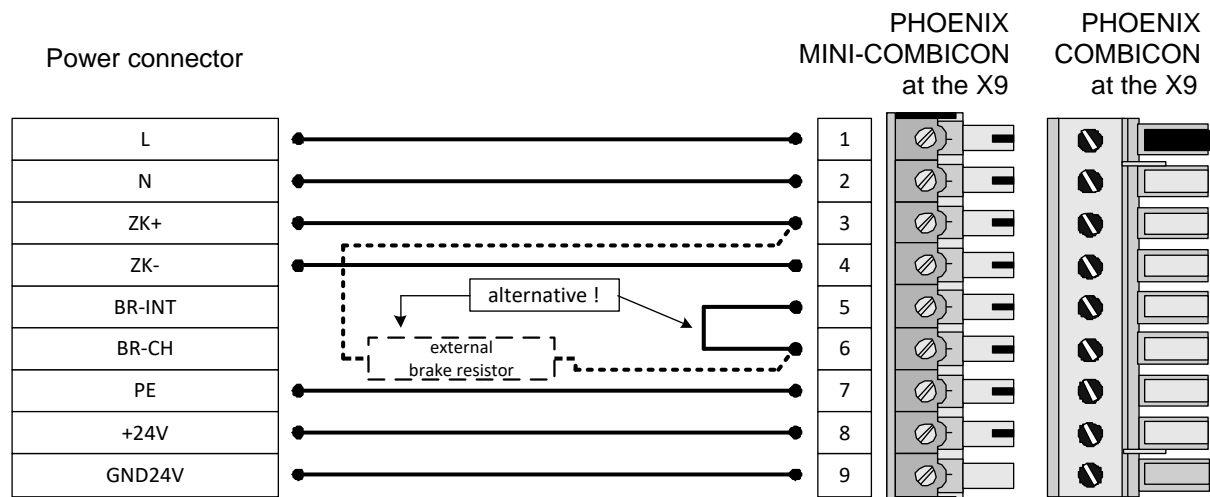 Power connector
PHOENIX
MINI-COMBICON
at the X9
PHOENIX
COMBICON
at the X9
L 1
N 2
ZK+ 3
ZK- 4
BR-INT 5
BR-CH 6
PE 7
+24V 8
GND24V 9
alternative !
external
brake resistor